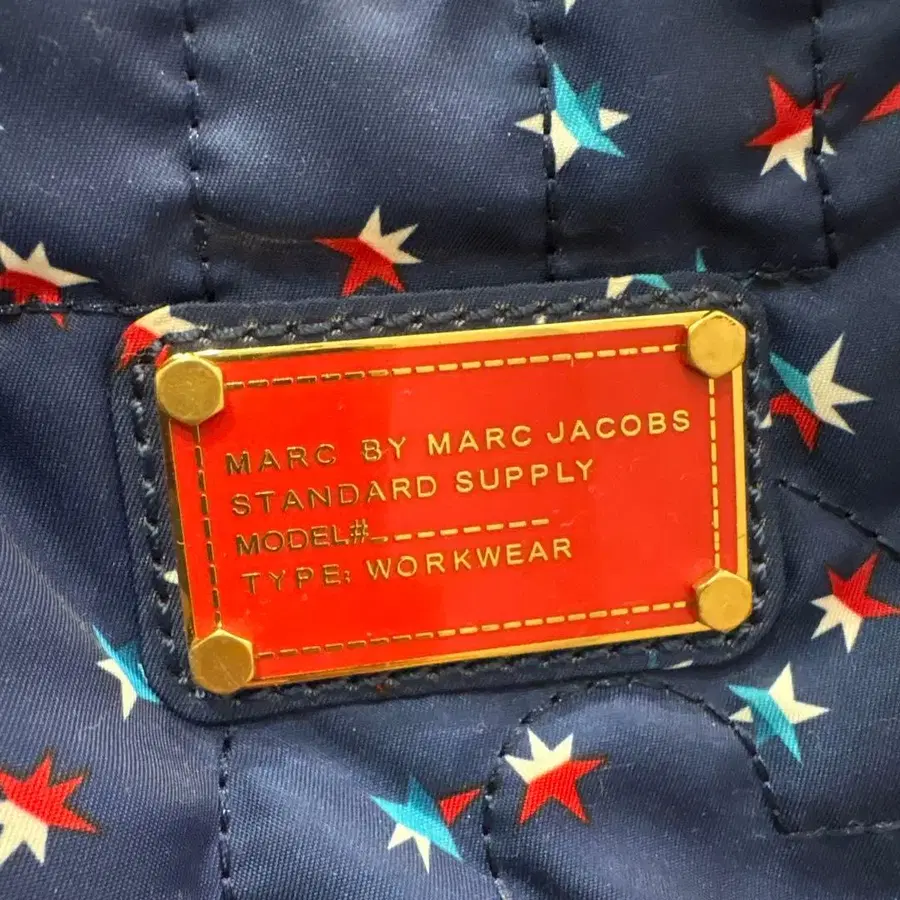 MARC BY MARC JACOBS
STANDARD SUPPLY
MODEL#_ _ _ _ _ _ _ _
TYPE: WORKWEAR